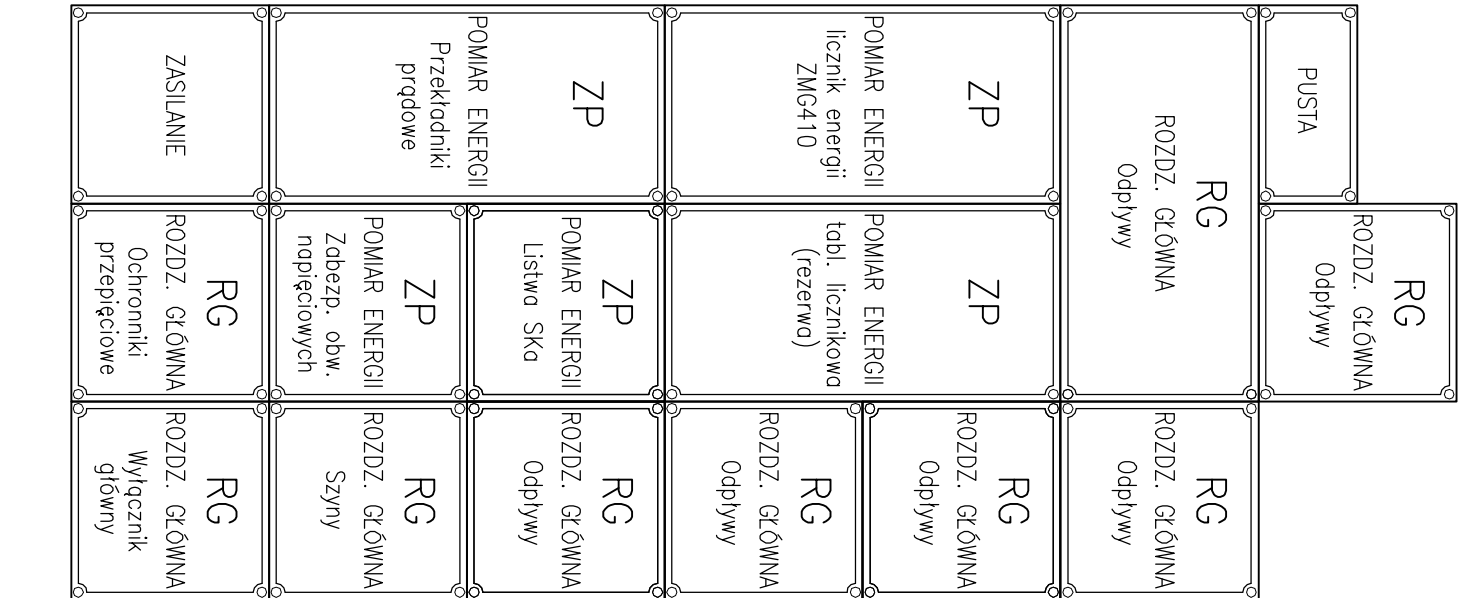 PUSTA
RG
ROZDZ. GŁÓWNA
Odpływy
RG
ROZDZ. GŁÓWNA
Odpływy
RG
ROZDZ. GŁÓWNA
Odpływy
ZP
POMIAR ENERGII
licznik energii
ZMG410
ZP
POMIAR ENERGII
tabl. licznikowa
(rezerwa)
RG
ROZDZ. GŁÓWNA
Odpływy
RG
ROZDZ. GŁÓWNA
Odpływy
ZP
POMIAR ENERGII
Przekładniki
prądowe
ZP
POMIAR ENERGII
Listwa SKa
RG
ROZDZ. GŁÓWNA
Odpływy
ZP
POMIAR ENERGII
Zabezp. obw.
napięciowych
RG
ROZDZ. GŁÓWNA
Szyny
ZASILANIE
RG
ROZDZ. GŁÓWNA
Ochronniki
przepięciowe
RG
ROZDZ. GŁÓWNA
Wyłącznik
główny